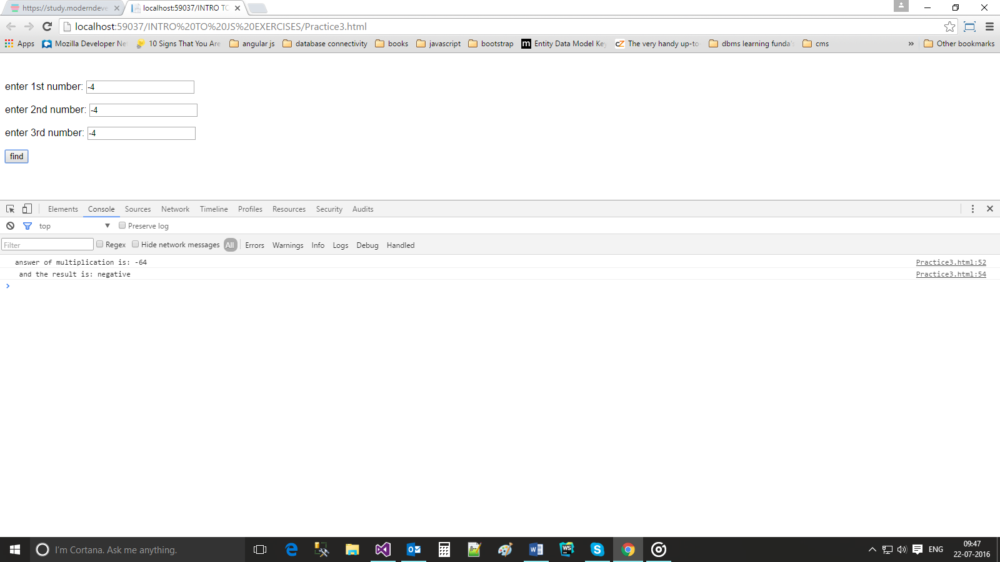 https://study.moderndeve
localhost:59037/INTRO TO
localhost:59037/INTRO%20TO%20JS%20EXERCISES/Practice3.html
Apps Mozilla Developer Ne 10 Signs That You Are angular js database connectivity books javascript bootstrap m Entity Data Model Key cz The very handy up-to dbms learning funda's cms » Other bookmarks
enter 1st number: -4
enter 2nd number: -4
enter 3rd number: -4
find
Elements Console Sources Network Timeline Profiles Resources Security Audits
top Preserve log
Filter Regex Hide network messages All Errors Warnings Info Logs Debug Handled
answer of multiplication is: -64 Practice3.html:52
and the result is: negative Practice3.html:54
>
I'm Cortana. Ask me anything. ENG 09:47
22-07-2016